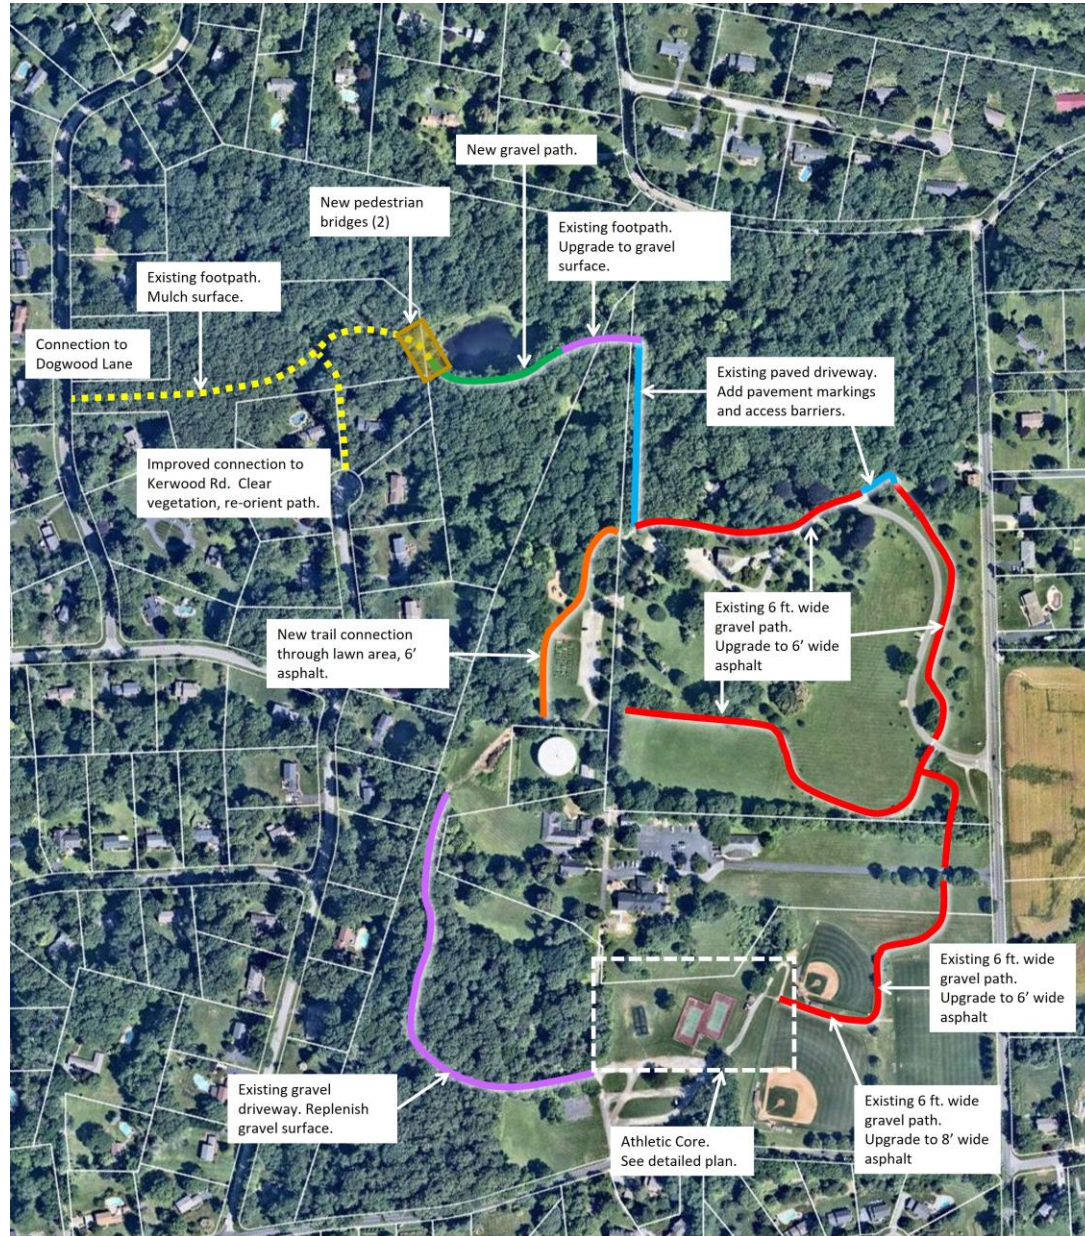 New gravel path.
New pedestrian
bridges (2)
Existing footpath.
Upgrade to gravel
surface.
Existing footpath.
Mulch surface.
Connection to
Dogwood Lane
Existing paved driveway.
Add pavement markings
and access barriers.
Improved connection to
Kerwood Rd.  Clear
vegetation, re-orient path.
New trail connection
through lawn area, 6'
asphalt.
Existing 6 ft. wide
gravel path.
Upgrade to 6' wide
asphalt
Existing 6 ft. wide
gravel path.
Upgrade to 6' wide
asphalt
Existing gravel
driveway. Replenish
gravel surface.
Athletic Core.
See detailed plan.
Existing 6 ft. wide
gravel path.
Upgrade to 8' wide
asphalt